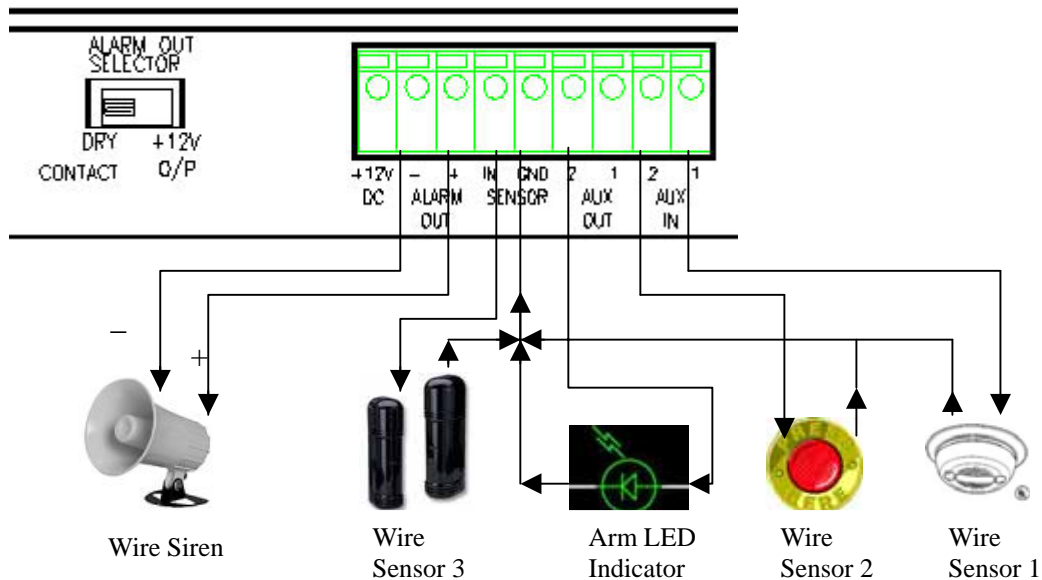 ALARM OUT
SELECTOR
DRY +12V
CONTACT O/P
+12V - + IN GND 2 1 2 1
DC ALARM SENSOR AUX AUX
OUT OUT IN
-
+
Wire Siren
Wire
Sensor 3
Arm LED
Indicator
Wire
Sensor 2
Wire
Sensor 1